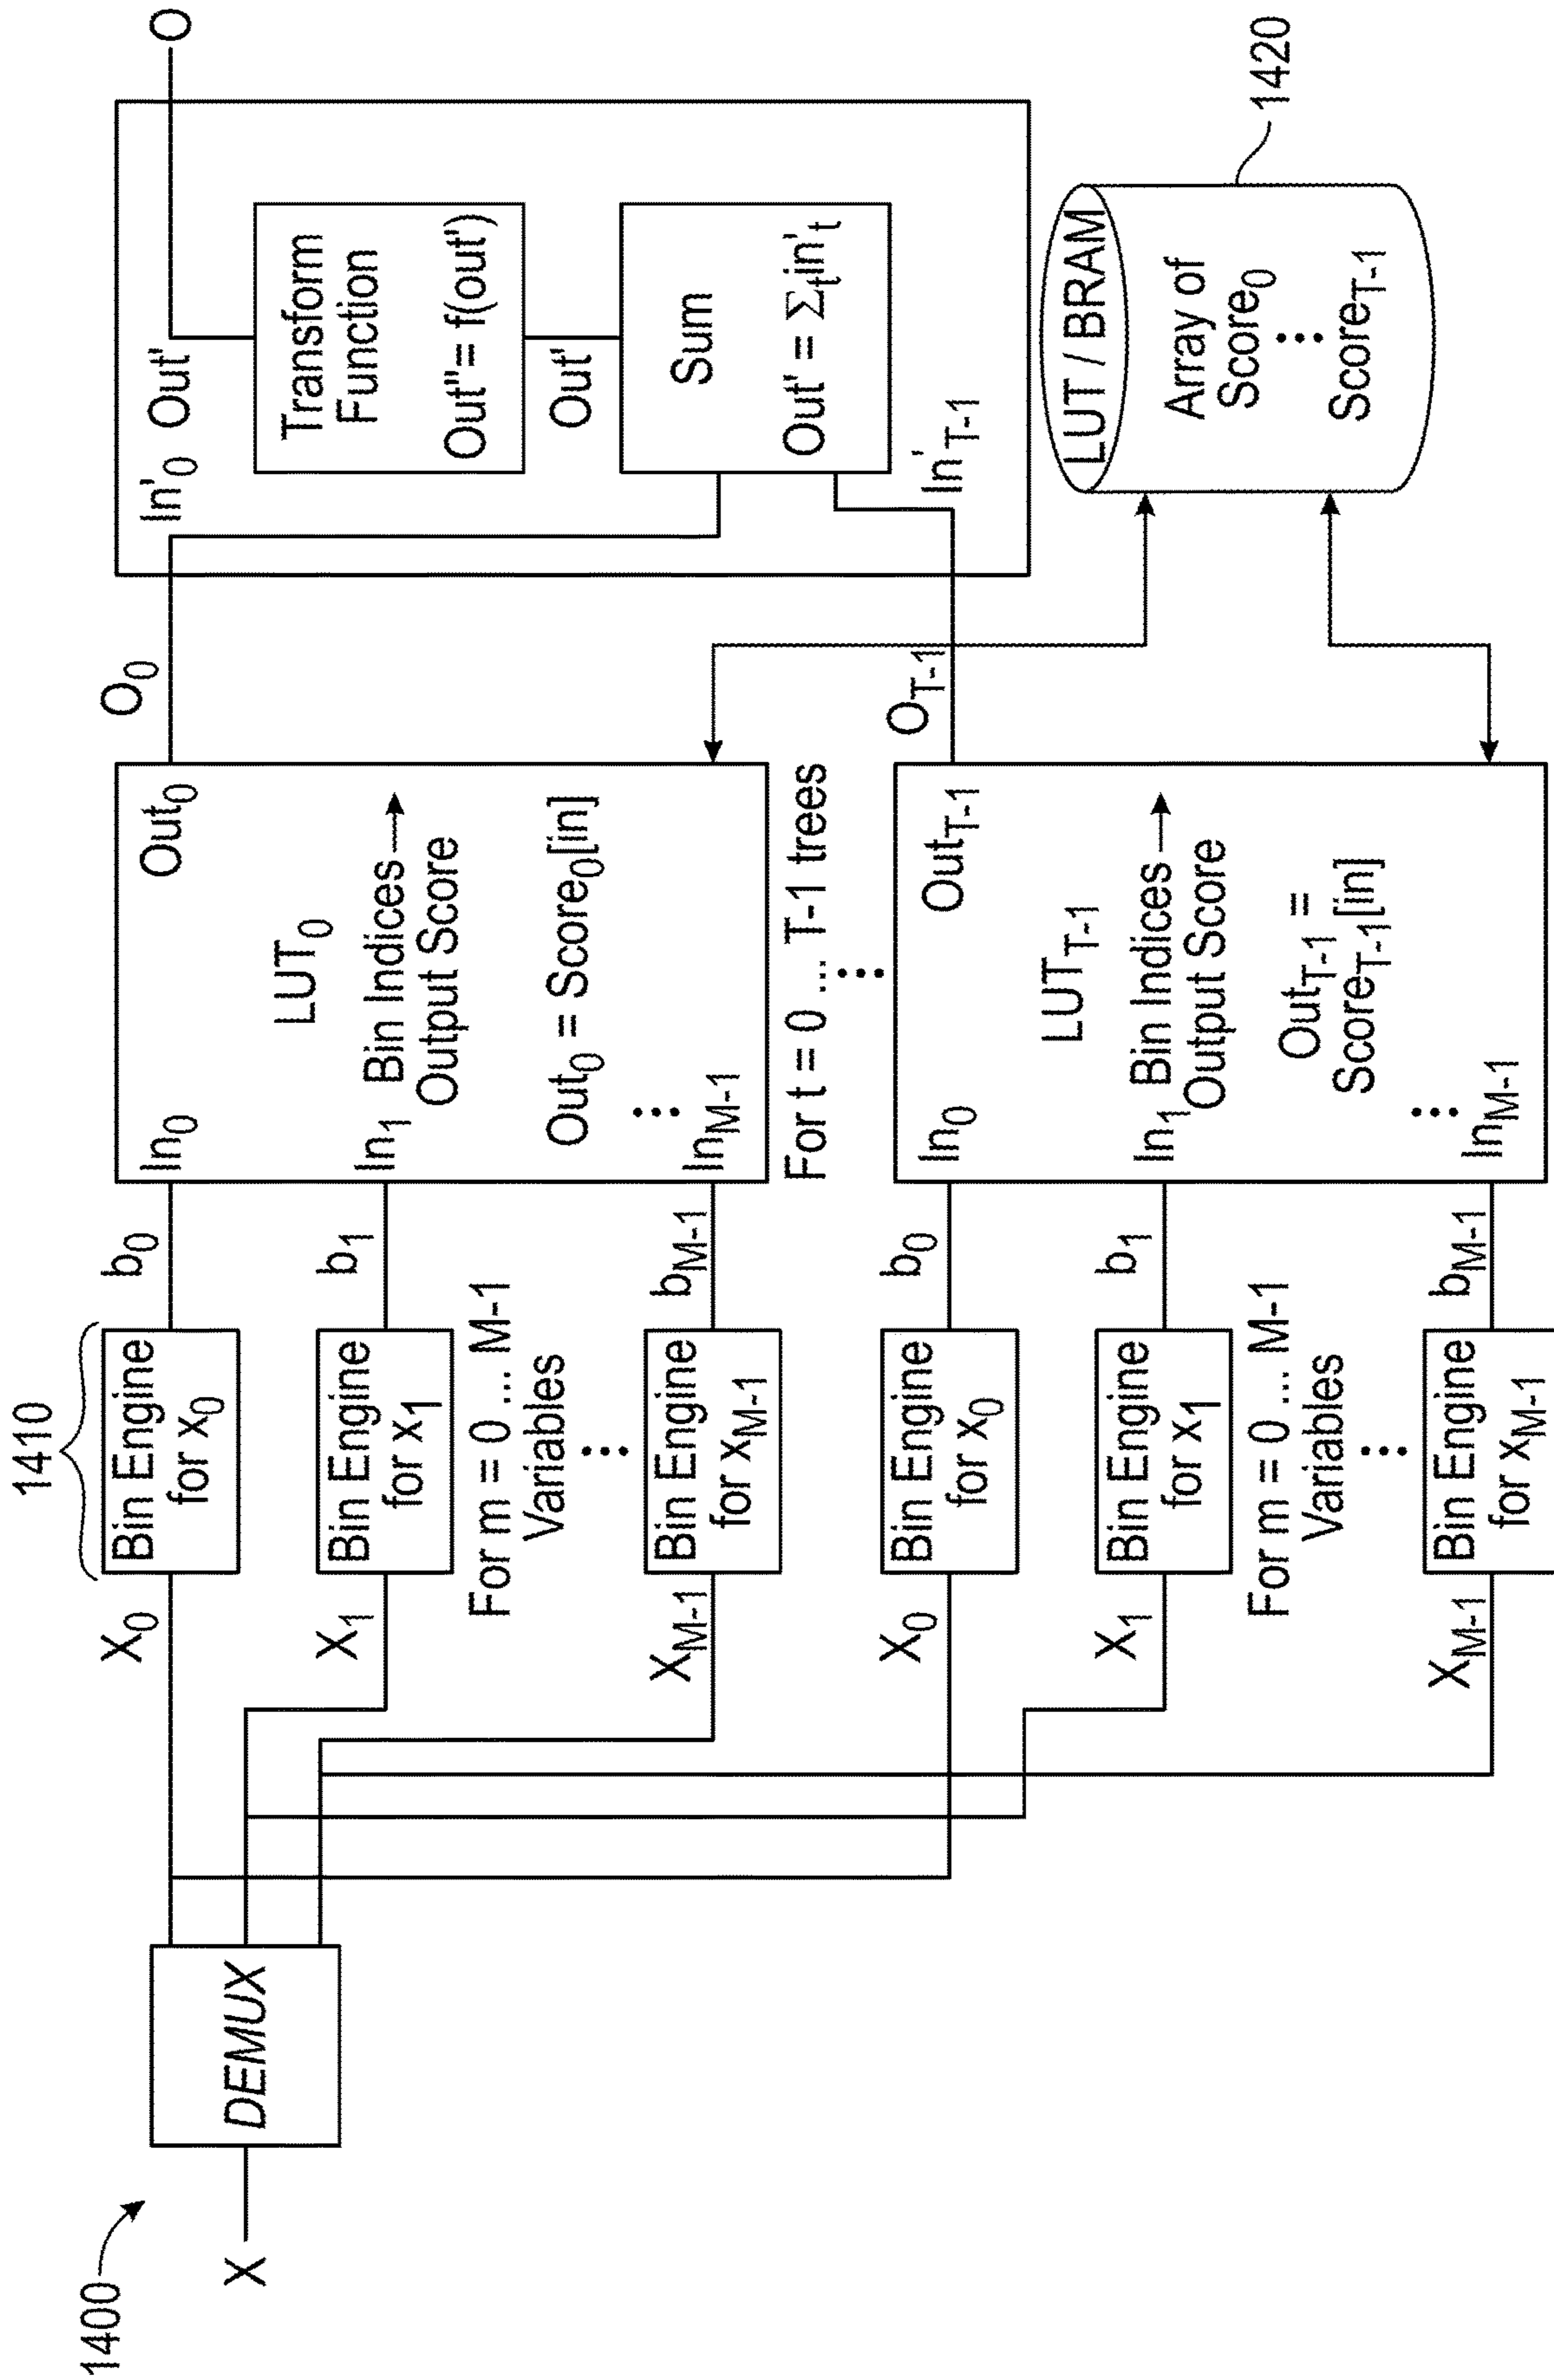 1400
X
DEMUX
1410
X0
Bin Engine
for x0
b0
X1
Bin Engine
for x1
b1
For m = 0 ... M-1
Variables
XM-1
Bin Engine
for xM-1
bM-1
X0
Bin Engine
for x0
b0
X1
Bin Engine
for x1
b1
For m = 0 ... M-1
Variables
XM-1
Bin Engine
for xM-1
bM-1
In0
Out0
LUT0
In1
Bin Indices →
Output Score
Out0 = Score0[in]
InM-1
For t = 0 ... T-1 trees
In0
OutT-1
LUTT-1
In1
Bin Indices →
Output Score
OutT-1 =
ScoreT-1[in]
InM-1
O0
OT-1
In'0
Out'
O
Transform
Function
Out''= f(out')
Out'
Sum
Out' = Σtin't
In'T-1
LUT / BRAM
Array of
Score0
ScoreT-1
1420